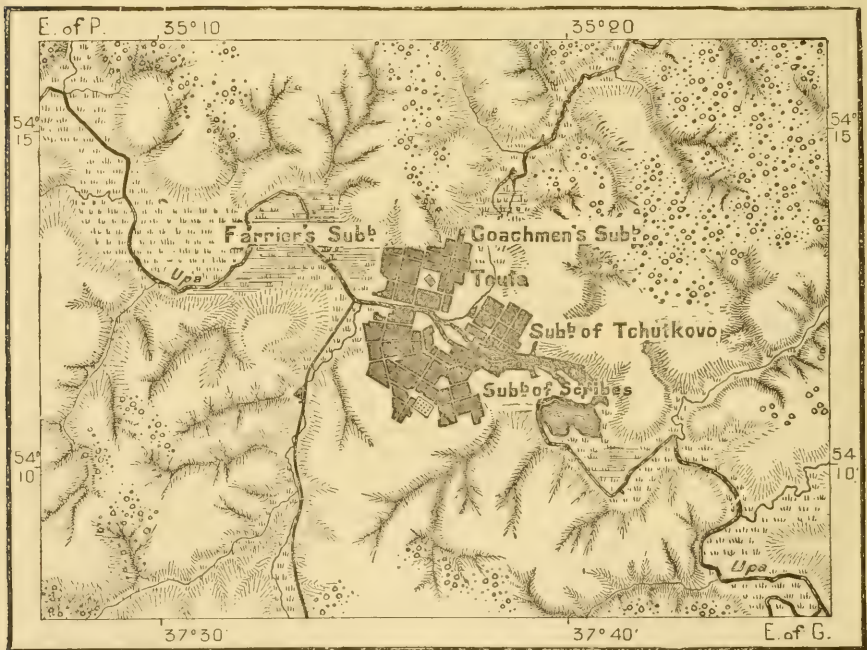 E. of P. 35°10 35°20
54° 15 54° 15
Farrier's Subᵇ Coachmen's Subᵇ
Toula
Upa
Subᵇ of Tchulkovo
Subᵇ of Scribes
54° 10 54° 10
Upa
37°30' 37°40' E. of G.